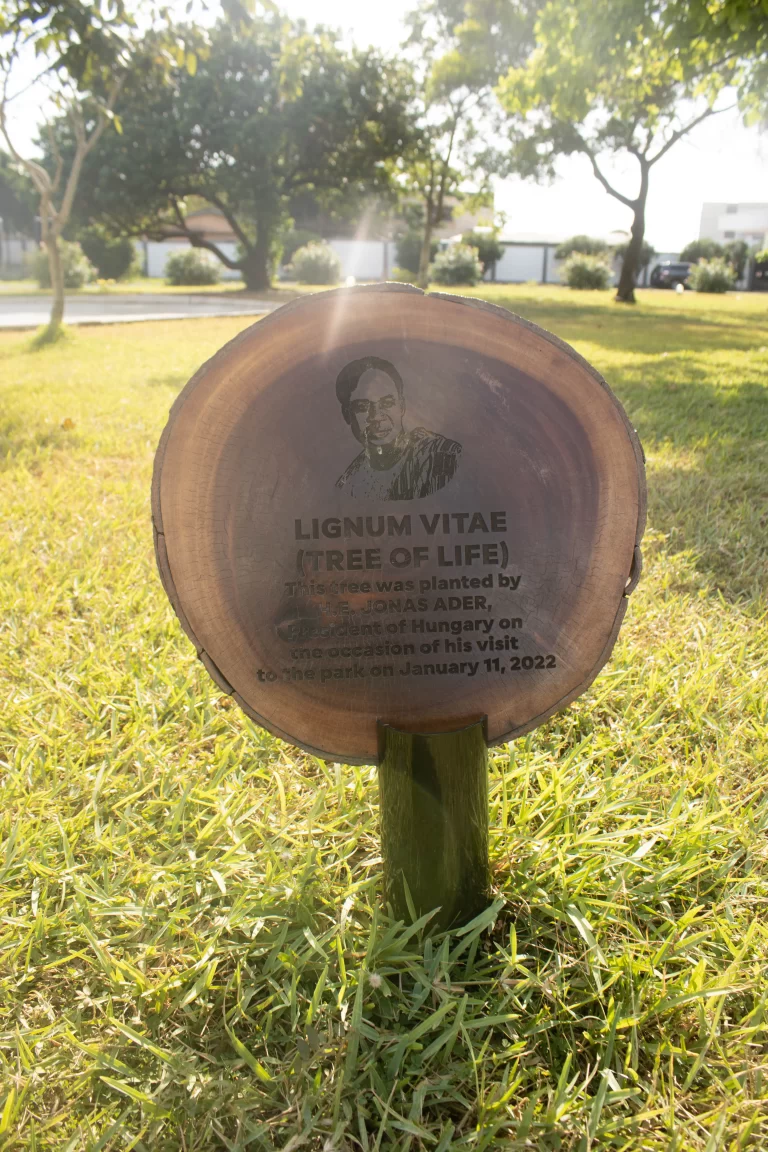 LIGNUM VITAE
(TREE OF LIFE)
This tree was planted by
H.E. JONAS ADER,
President of Hungary on
the occasion of his visit
to the park on January 11, 2022